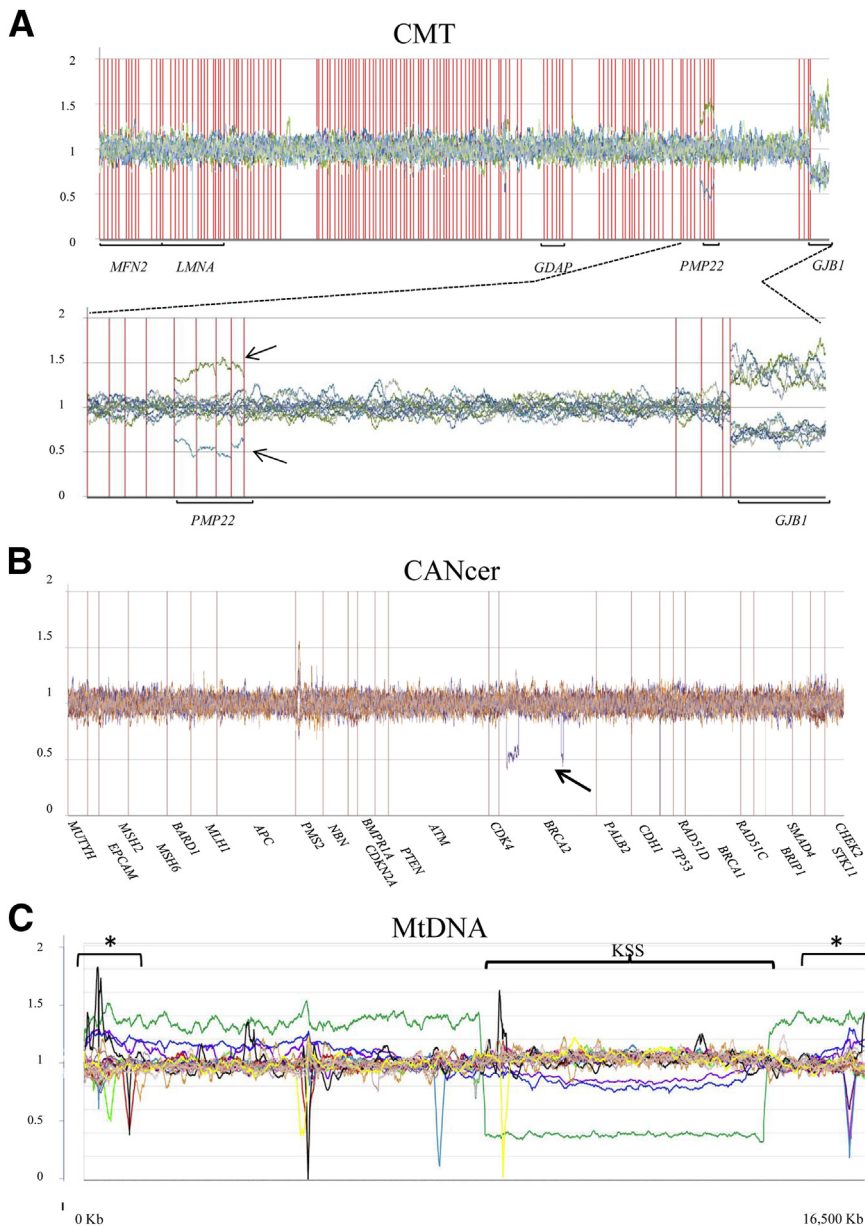 A
CMT
2
1.5
1
0.5
0
MFN2 LMNA GDAP PMP22 GJB1
2
1.5
1
0.5
0
PMP22 GJB1
B
CANcer
2
1.5
1
0.5
0
MUTYH EPCAM MSH2 MSH6 BARD1 MLH1 APC PMS2 NBN BMPR1A CDKN2A PTEN ATM CDK4 BRCA2 PALB2 CDH1 TP53 RAD51D BRCA1 RAD51C BRIP1 SMAD4 STK11 CHEK2
C
MtDNA
* KSS *
2
1.5
1
0.5
0
0 Kb 16,500 Kb